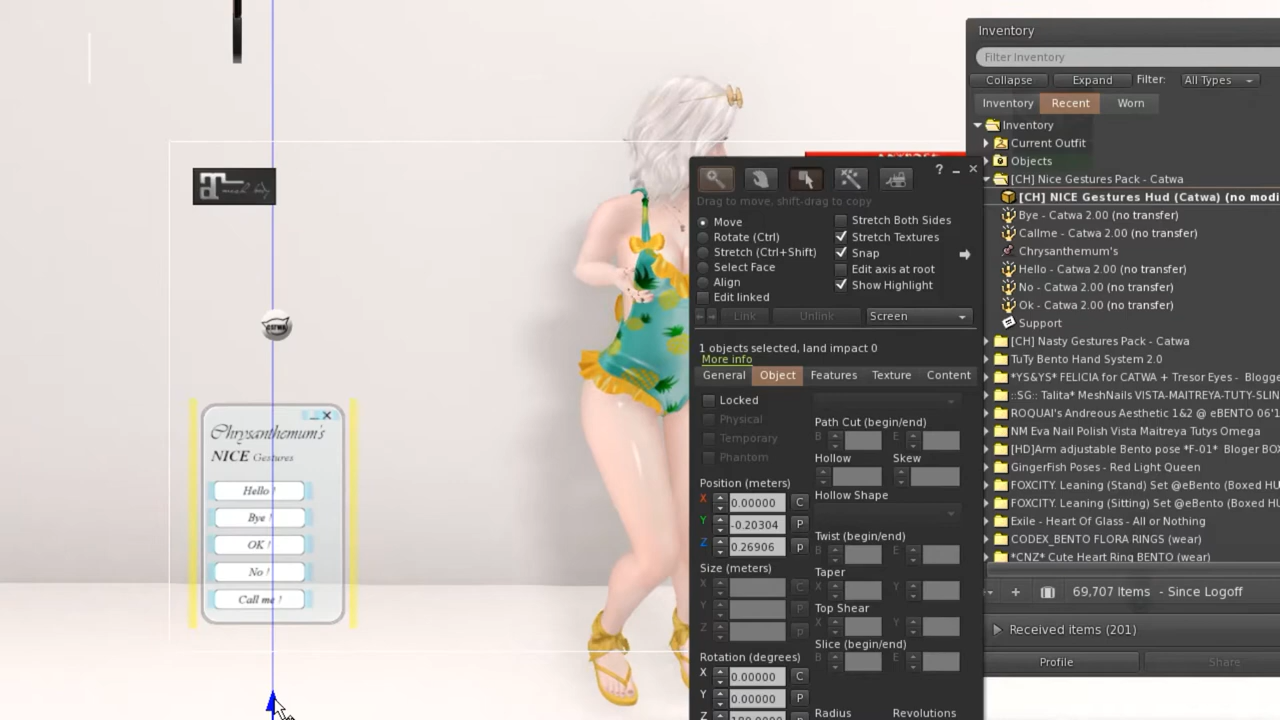 mesh body
CATWA
Chrysanthemum's
NICE Gestures
Hello !
Bye !
OK !
No !
Call me !
Drag to move, shift-drag to copy
Move
Rotate (Ctrl)
Stretch (Ctrl+Shift)
Select Face
Align
Edit linked
Stretch Both Sides
Stretch Textures
Snap
Edit axis at root
Show Highlight
Link
Unlink
Screen
1 objects selected, land impact 0
More info
General
Object
Features
Texture
Content
Locked
Physical
Temporary
Phantom
Position (meters)
X 0.00000 C
Y -0.20304 P
Z 0.26906 p
Size (meters)
X C
Y P
Z p
Rotation (degrees)
X 0.00000 C
Y 0.00000 P
Z
Path Cut (begin/end)
B E
Hollow Skew
Hollow Shape
Twist (begin/end)
B E
Taper
X Y
Top Shear
X Y
Slice (begin/end)
B E
Radius Revolutions
Inventory
Filter Inventory
Collapse Expand Filter: All Types
Inventory Recent Worn
Inventory
Current Outfit
Objects
[CH] Nice Gestures Pack - Catwa
[CH] NICE Gestures Hud (Catwa) (no modi
Bye - Catwa 2.00 (no transfer)
Callme - Catwa 2.00 (no transfer)
Chrysanthemum's
Hello - Catwa 2.00 (no transfer)
No - Catwa 2.00 (no transfer)
Ok - Catwa 2.00 (no transfer)
Support
[CH] Nasty Gestures Pack - Catwa
TuTy Bento Hand System 2.0
*YS&YS* FELICIA for CATWA + Tresor Eyes - Blogge
::SG:: Talita* MeshNails VISTA-MAITREYA-TUTY-SLIN
ROQUAI's Andreous Aesthetic 1&2 @ eBENTO 06'1
NM Eva Nail Polish Vista Maitreya Tutys Omega
[HD]Arm adjustable Bento pose *F-01* Bloger BOX
GingerFish Poses - Red Light Queen
FOXCITY. Leaning (Stand) Set @eBento (Boxed HU
FOXCITY. Leaning (Sitting) Set @eBento (Boxed HU
Exile - Heart Of Glass - All or Nothing
CODEX_BENTO FLORA RINGS (wear)
*CNZ* Cute Heart Ring BENTO (wear)
69,707 Items - Since Logoff
Received items (201)
Profile
Share